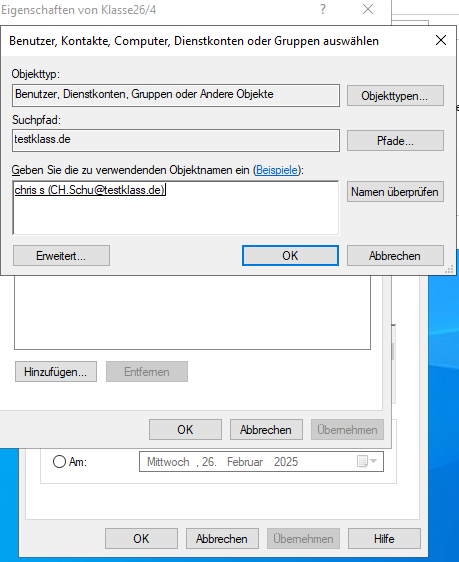 Eigenschaften von Klasse26/4
Benutzer, Kontakte, Computer, Dienstkonten oder Gruppen auswählen
Objekttyp:
Benutzer, Dienstkonten, Gruppen oder Andere Objekte
Objekttypen...
Suchpfad:
testklass.de
Pfade...
Geben Sie die zu verwendenden Objektnamen ein (Beispiele):
chris s (CH.Schu@testklass.de)
Namen überprüfen
Erweitert...
OK
Abbrechen
Hinzufügen...
Entfernen
OK
Abbrechen
Übernehmen
Am:
Mittwoch , 26. Februar 2025
OK
Abbrechen
Übernehmen
Hilfe